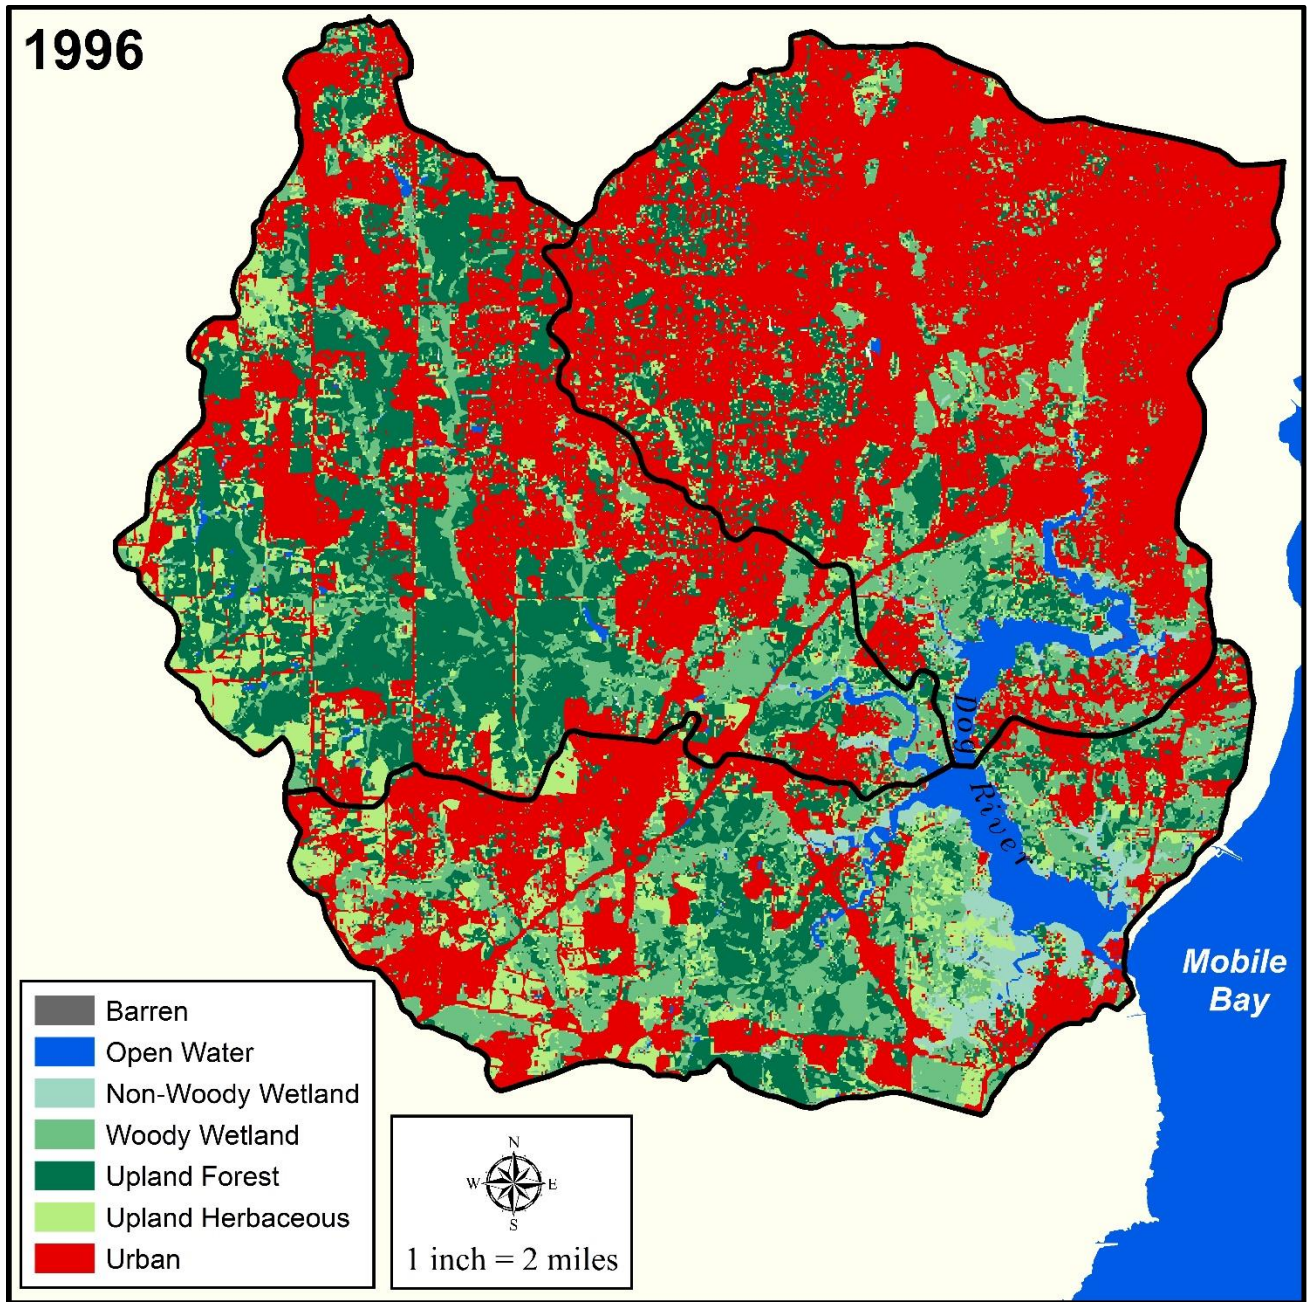 1996
Dog
River
Mobile
Bay
Barren
Open Water
Non-Woody Wetland
Woody Wetland
Upland Forest
Upland Herbaceous
Urban
N
W E
S
1 inch = 2 miles